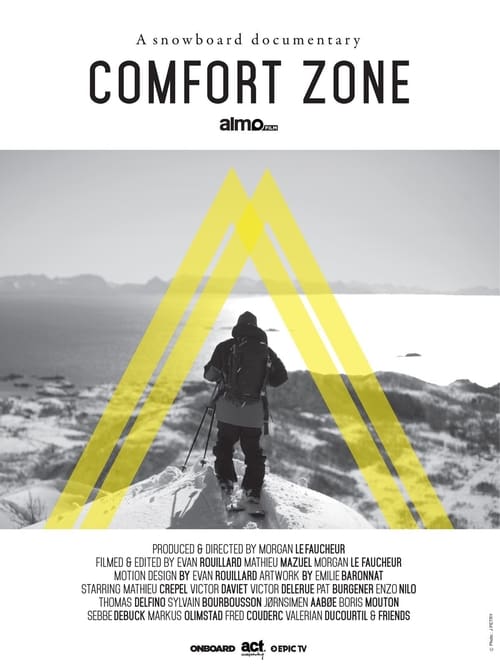 A snowboard documentary
COMFORT ZONE
almo.FILM
PRODUCED & DIRECTED BY MORGAN LE FAUCHEUR
FILMED & EDITED BY EVAN ROUILLARD MATHIEU MAZUEL MORGAN LE FAUCHEUR
MOTION DESIGN BY EVAN ROUILLARD ARTWORK BY EMILIE BARONNAT
STARRING MATHIEU CREPEL VICTOR DAVIET VICTOR DELERUE PAT BURGENER ENZO NILO
THOMAS DELFINO SYLVAIN BOURBOUSSON JØRNSIMEN AABØE BORIS MOUTON
SEBBE DEBUCK MARKUS OLIMSTAD FRED COUDERC VALERIAN DUCOURTIL & FRIENDS
ONBOARD act. EPIC TV
© Photo: J PETRY